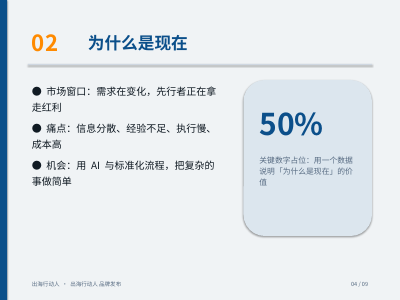 02 为什么是现在
● 市场窗口：需求在变化，先行者正在拿
走红利
● 痛点：信息分散、经验不足、执行慢、
成本高
● 机会：用 AI 与标准化流程，把复杂的
事做简单
50%
关键数字占位：用一个数据
说明「为什么是现在」的价
值
出海行动人 · 出海行动人 品牌发布
04 / 09